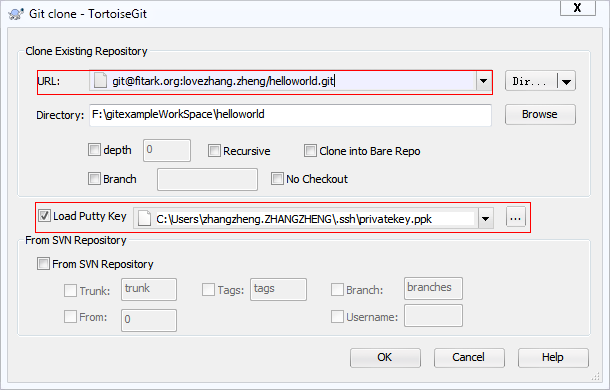 Git clone - TortoiseGit
X
Clone Existing Repository
URL: git@fitark.org:lovezhang.zheng/helloworld.git Dir...
Directory: F:\gitexampleWorkSpace\helloworld Browse
depth 0 Recursive Clone into Bare Repo
Branch No Checkout
Load Putty Key C:\Users\zhangzheng.ZHANGZHENG\.ssh\privatekey.ppk ...
From SVN Repository
From SVN Repository
Trunk: trunk Tags: tags Branch: branches
From: 0 Username:
OK Cancel Help